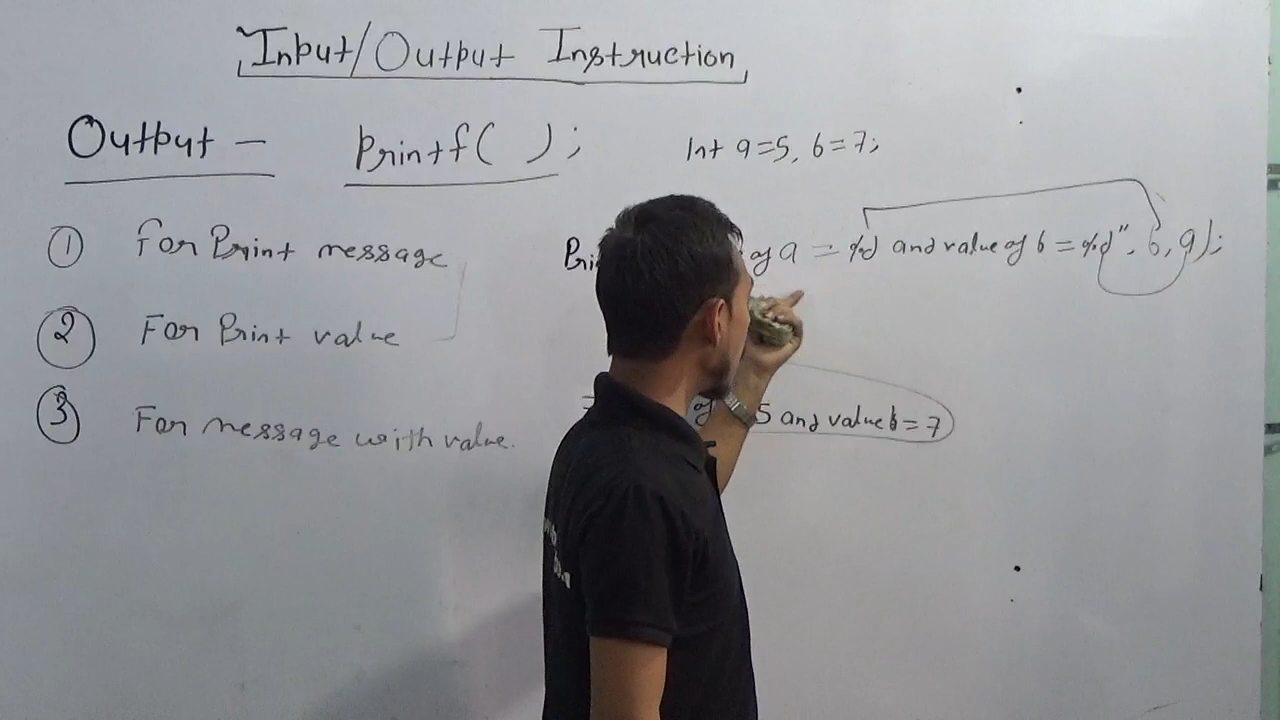 Input/Output Instruction
Output - Printf( );
Int a=5, b=7;
① for Print message
of a = %d and value of b = %d", b, a);
② For Print value
③ For message with value.
of 5 and value b = 7